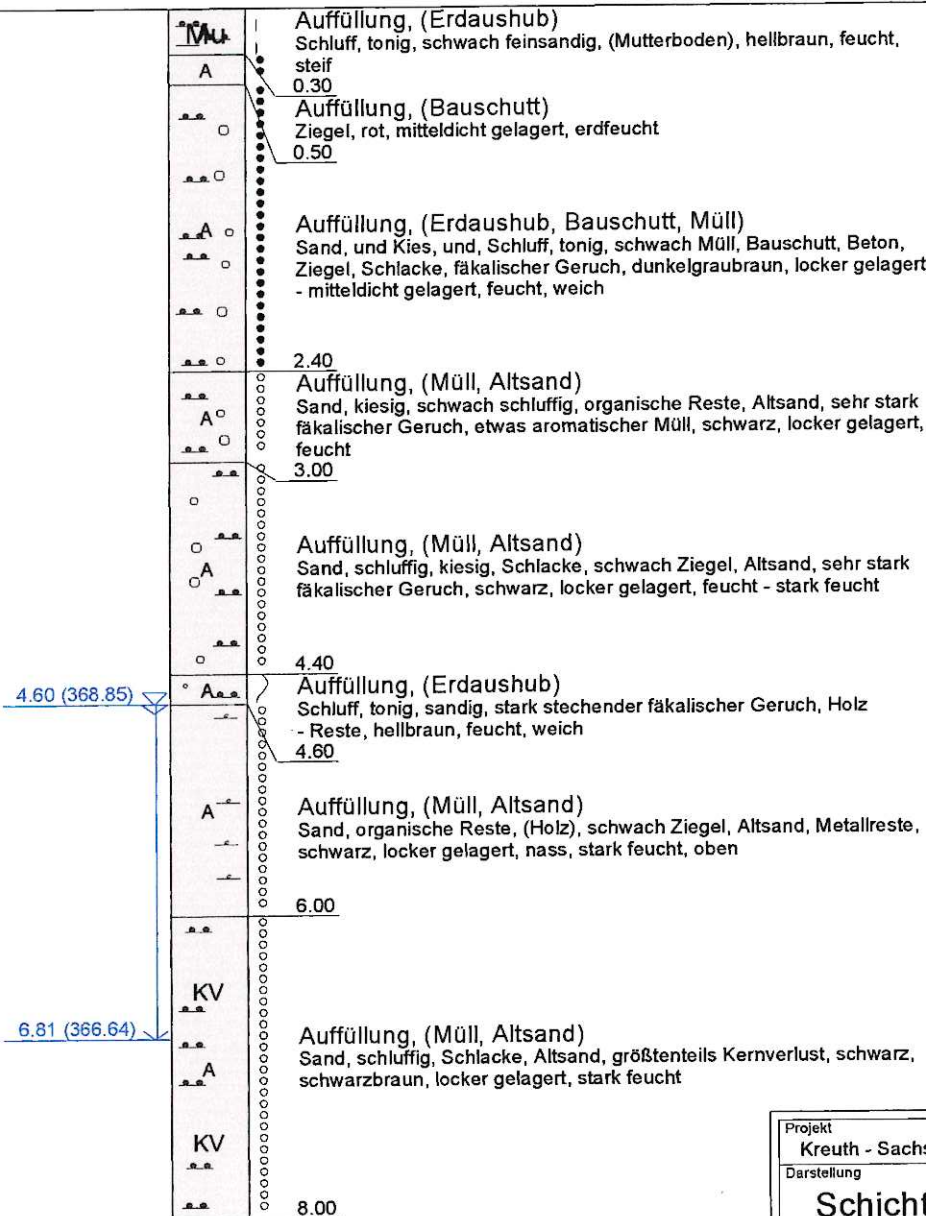 Mu
Auffüllung, (Erdaushub)
Schluff, tonig, schwach feinsandig, (Mutterboden), hellbraun, feucht,
steif
0.30
A
Auffüllung, (Bauschutt)
Ziegel, rot, mitteldicht gelagert, erdfeucht
0.50
A
Auffüllung, (Erdaushub, Bauschutt, Müll)
Sand, und Kies, und, Schluff, tonig, schwach Müll, Bauschutt, Beton,
Ziegel, Schlacke, fäkalischer Geruch, dunkelgraubraun, locker gelagert
- mitteldicht gelagert, feucht, weich
2.40
A
Auffüllung, (Müll, Altsand)
Sand, kiesig, schwach schluffig, organische Reste, Altsand, sehr stark
fäkalischer Geruch, etwas aromatischer Müll, schwarz, locker gelagert,
feucht
3.00
A
Auffüllung, (Müll, Altsand)
Sand, schluffig, kiesig, Schlacke, schwach Ziegel, Altsand, sehr stark
fäkalischer Geruch, schwarz, locker gelagert, feucht - stark feucht
4.40
4.60 (368.85)
A
Auffüllung, (Erdaushub)
Schluff, tonig, sandig, stark stechender fäkalischer Geruch, Holz
- Reste, hellbraun, feucht, weich
4.60
A
Auffüllung, (Müll, Altsand)
Sand, organische Reste, (Holz), schwach Ziegel, Altsand, Metallreste,
schwarz, locker gelagert, nass, stark feucht, oben
6.00
KV
6.81 (366.64)
A
Auffüllung, (Müll, Altsand)
Sand, schluffig, Schlacke, Altsand, größtenteils Kernverlust, schwarz,
schwarzbraun, locker gelagert, stark feucht
KV
8.00
Projekt
Kreuth - Sachs
Darstellung
Schicht